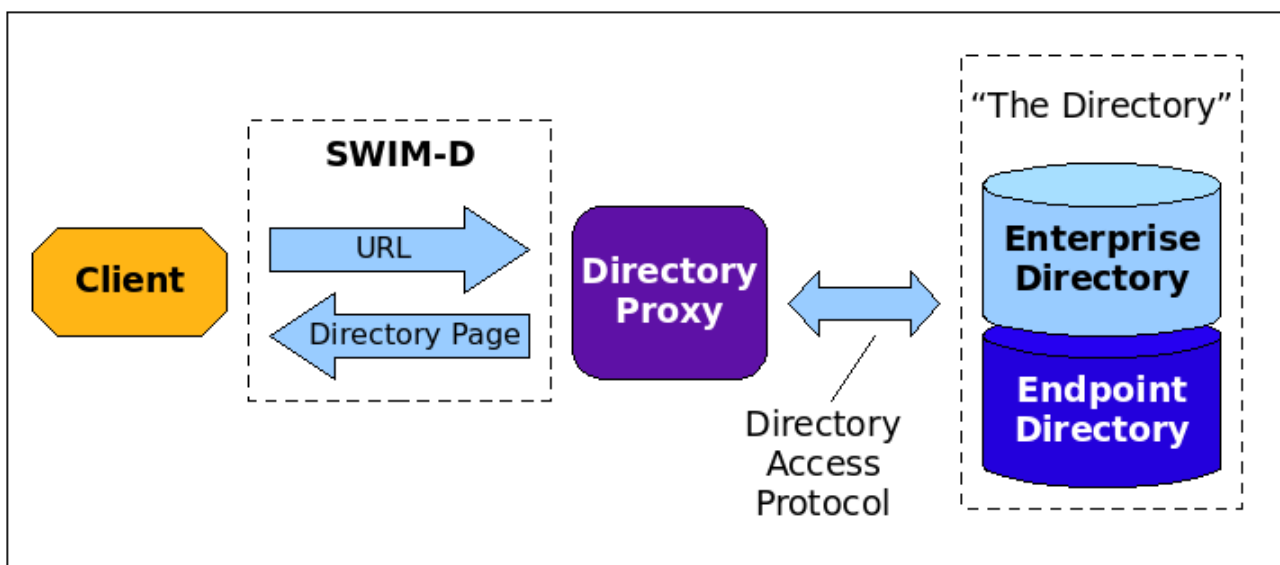 “The Directory”
SWIM-D
URL
Directory Page
Client
Directory
Proxy
Enterprise
Directory
Endpoint
Directory
Directory
Access
Protocol